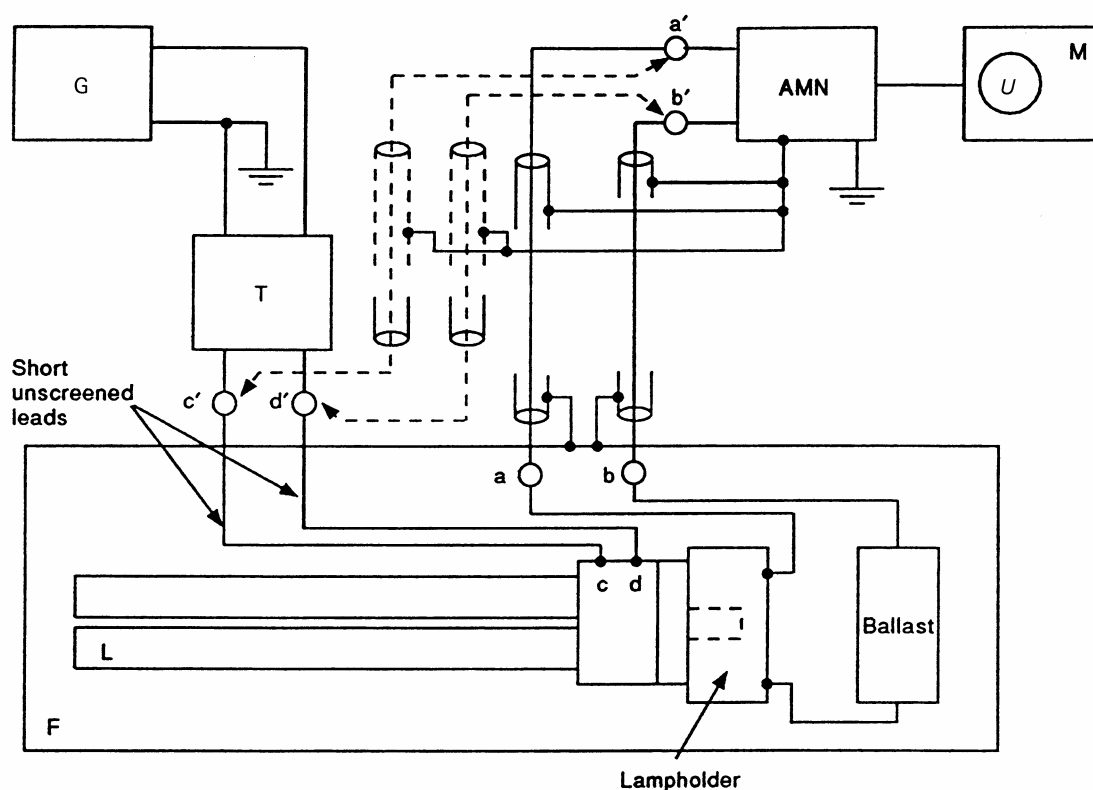 G
a′
AMN
M
U
b′
T
Short
unscreened
leads
c′
d′
a
b
c
d
L
Ballast
F
Lampholder